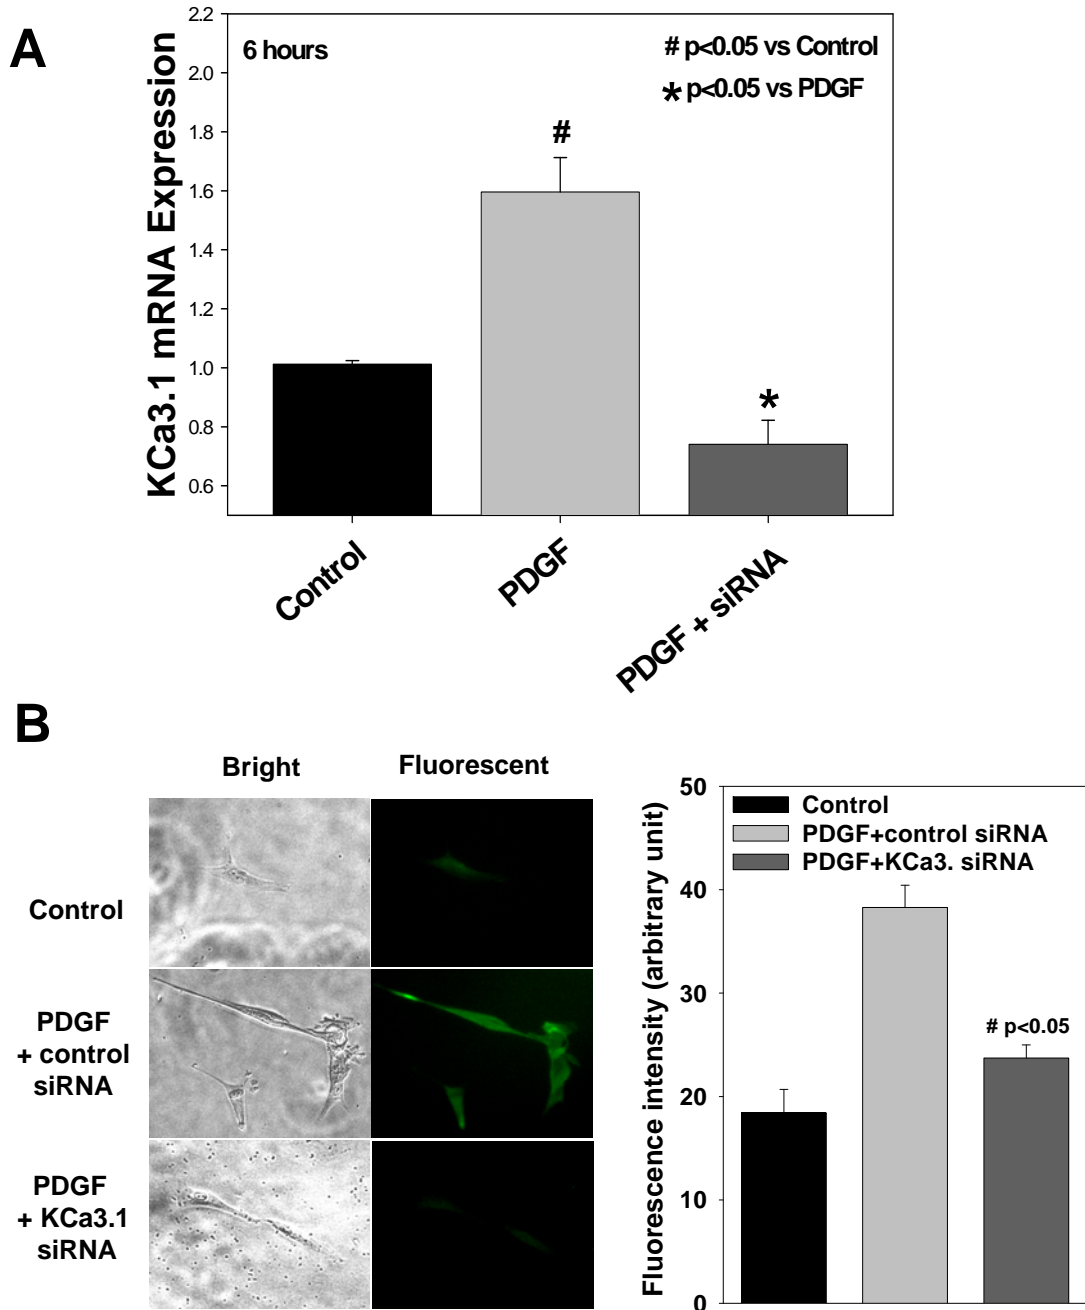 A
KCa3.1 mRNA Expression
2.2
2.0
1.8
1.6
1.4
1.2
1.0
0.8
0.6
6 hours
# p<0.05 vs Control
* p<0.05 vs PDGF
#
*
Control
PDGF
PDGF + siRNA
B
Bright
Fluorescent
Control
PDGF
+ control
siRNA
PDGF
+ KCa3.1
siRNA
Fluorescence intensity (arbitrary unit)
50
40
30
20
10
0
Control
PDGF+control siRNA
PDGF+KCa3. siRNA
# p<0.05